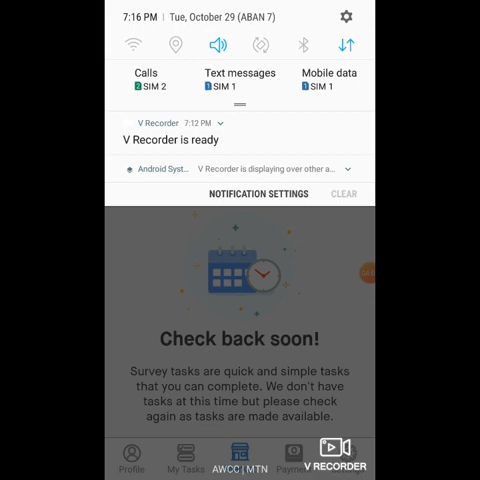 7:16 PM | Tue, October 29 (ABAN 7)
Calls Text messages Mobile data
2 SIM 2 1 SIM 1 1 SIM 1
V Recorder 7:12 PM
V Recorder is ready
Android Syst... V Recorder is displaying over other a...
NOTIFICATION SETTINGS CLEAR
Check back soon!
Survey tasks are quick and simple tasks
that you can complete. We don't have
tasks at this time but please check
again as tasks are made available.
Profile My Tasks
AWCC | MTN
V RECORDER